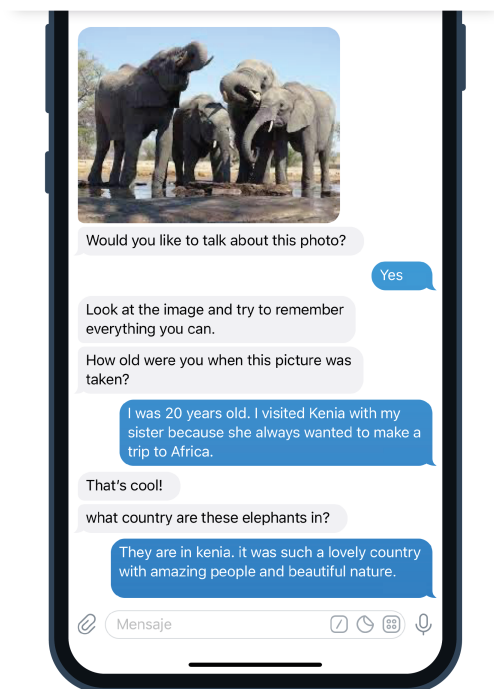 Would you like to talk about this photo?
Yes
Look at the image and try to remember
everything you can.
How old were you when this picture was
taken?
I was 20 years old. I visited Kenia with my
sister because she always wanted to make a
trip to Africa.
That's cool!
what country are these elephants in?
They are in kenia. it was such a lovely country
with amazing people and beautiful nature.
Mensaje